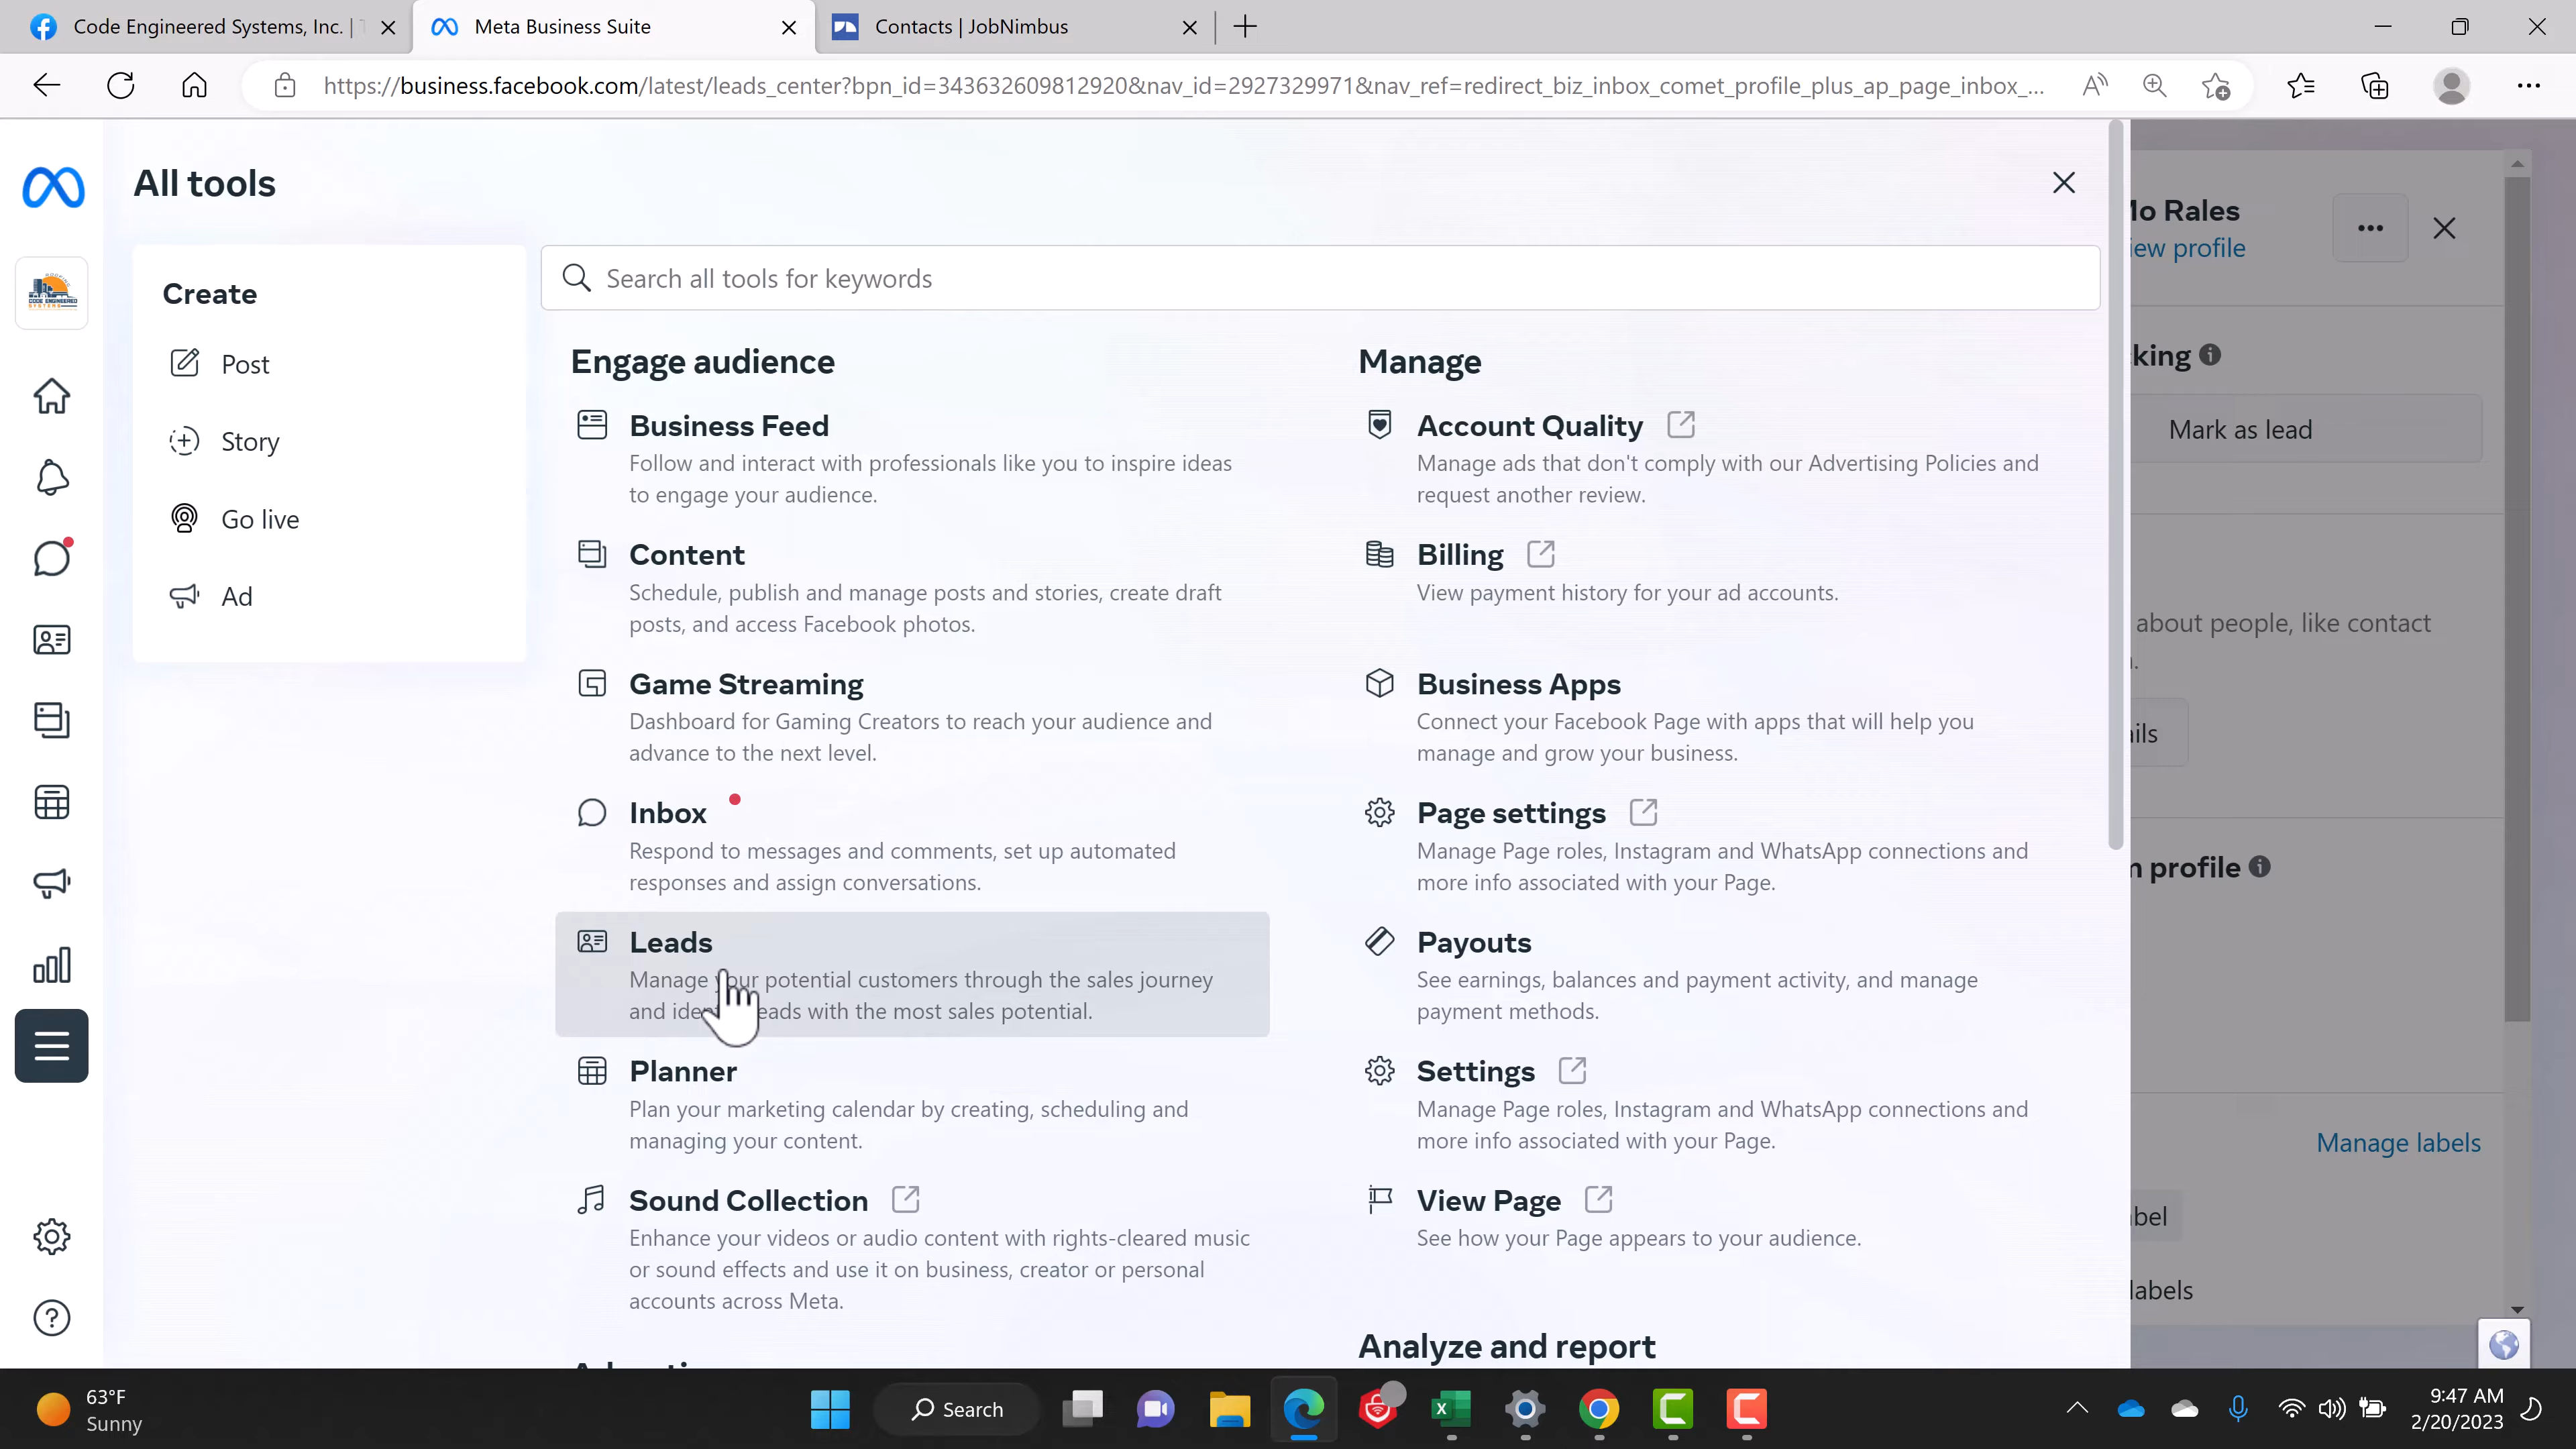 Code Engineered Systems, Inc. |
Meta Business Suite
Contacts | JobNimbus
https://business.facebook.com/latest/leads_center?bpn_id=343632609812920&nav_id=2927329971&nav_ref=redirect_biz_inbox_comet_profile_plus_ap_page_inbox_...
All tools
Create
Post
Story
Go live
Ad
Search all tools for keywords
Engage audience
Business Feed
Follow and interact with professionals like you to inspire ideas
to engage your audience.
Content
Schedule, publish and manage posts and stories, create draft
posts, and access Facebook photos.
Game Streaming
Dashboard for Gaming Creators to reach your audience and
advance to the next level.
Inbox
Respond to messages and comments, set up automated
responses and assign conversations.
Leads
Manage your potential customers through the sales journey
and leads with the most sales potential.
Planner
Plan your marketing calendar by creating, scheduling and
managing your content.
Sound Collection
Enhance your videos or audio content with rights-cleared music
or sound effects and use it on business, creator or personal
accounts across Meta.
Manage
Account Quality
Manage ads that don't comply with our Advertising Policies and
request another review.
Billing
View payment history for your ad accounts.
Business Apps
Connect your Facebook Page with apps that will help you
manage and grow your business.
Page settings
Manage Page roles, Instagram and WhatsApp connections and
more info associated with your Page.
Payouts
See earnings, balances and payment activity, and manage
payment methods.
Settings
Manage Page roles, Instagram and WhatsApp connections and
more info associated with your Page.
View Page
See how your Page appears to your audience.
Analyze and report
Mo Rales
view profile
Mark as lead
about people, like contact
profile
Manage labels
labels
ROOFING
CODE ENGINEERED
SYSTEMS
63°F
Sunny
Search
9:47 AM
2/20/2023